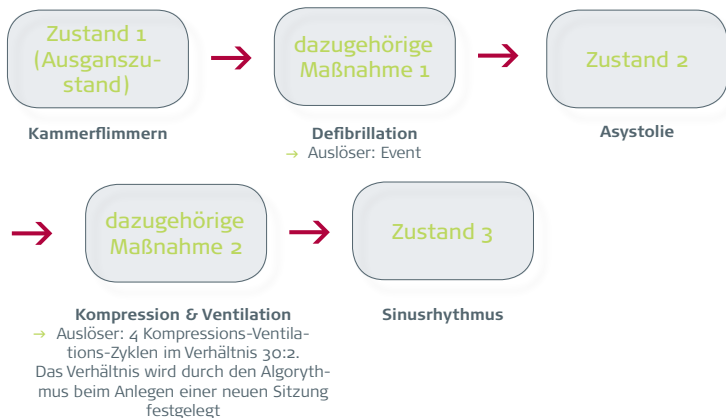 Zustand 1
(Ausganszu-
stand)
dazugehörige
Maßnahme 1
Zustand 2
Kammerflimmern
Defibrillation
→ Auslöser: Event
Asystolie
dazugehörige
Maßnahme 2
Zustand 3
Kompression & Ventilation
→ Auslöser: 4 Kompressions-Ventila-
tions-Zyklen im Verhältnis 30:2.
Das Verhältnis wird durch den Algoryth-
mus beim Anlegen einer neuen Sitzung
festgelegt
Sinusrhythmus